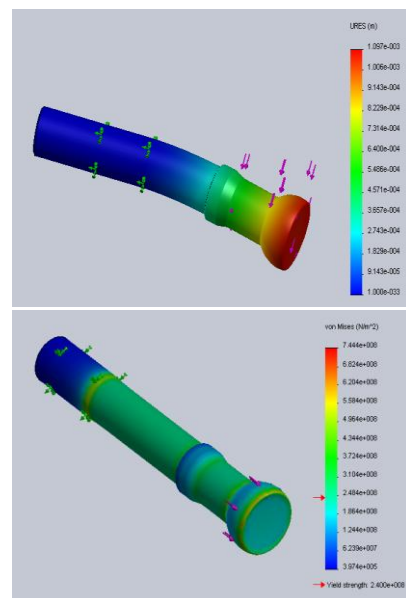 URES (m)
1.097e-003
1.006e-003
9.143e-004
8.229e-004
7.314e-004
6.400e-004
5.486e-004
4.571e-004
3.657e-004
2.743e-004
1.829e-004
9.143e-005
1.000e-033
von Mises (N/m^2)
7.444e+008
6.824e+008
6.204e+008
5.584e+008
4.964e+008
4.344e+008
3.724e+008
3.104e+008
2.484e+008
1.864e+008
1.244e+008
6.239e+007
3.974e+005
Yield strength: 2.400e+008